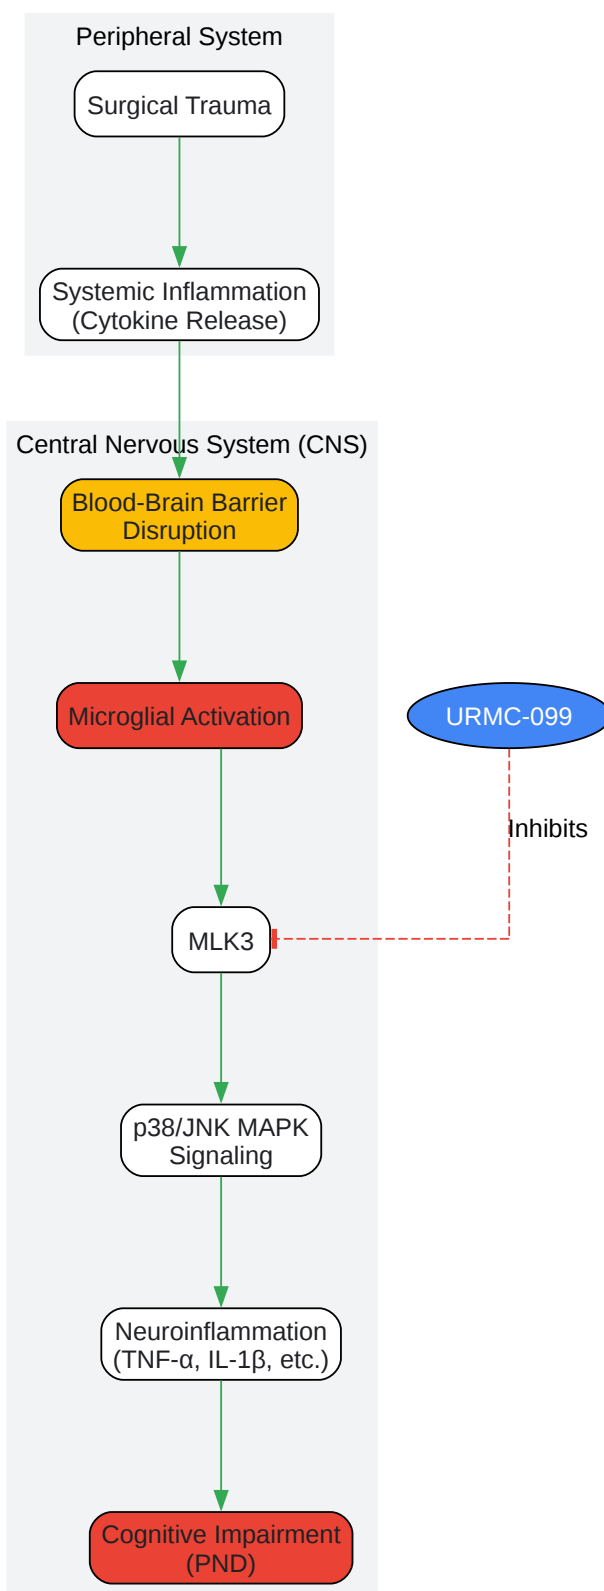 Peripheral System
Surgical Trauma
Systemic Inflammation
(Cytokine Release)
Central Nervous System (CNS)
Blood-Brain Barrier
Disruption
Microglial Activation
URMC-099
Inhibits
MLK3
p38/JNK MAPK
Signaling
Neuroinflammation
(TNF-α, IL-1β, etc.)
Cognitive Impairment
(PND)